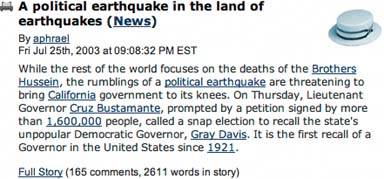 A political earthquake in the land of
earthquakes (News)
By aphrael
Fri Jul 25th, 2003 at 09:08:32 PM EST
While the rest of the world focuses on the deaths of the Brothers
Hussein, the rumblings of a political earthquake are threatening to
bring California government to its knees. On Thursday, Lieutenant
Governor Cruz Bustamante, prompted by a petition signed by more
than 1,600,000 people, called a snap election to recall the state's
unpopular Democratic Governor, Gray Davis. It is the first recall of a
Governor in the United States since 1921.
Full Story (165 comments, 2611 words in story)